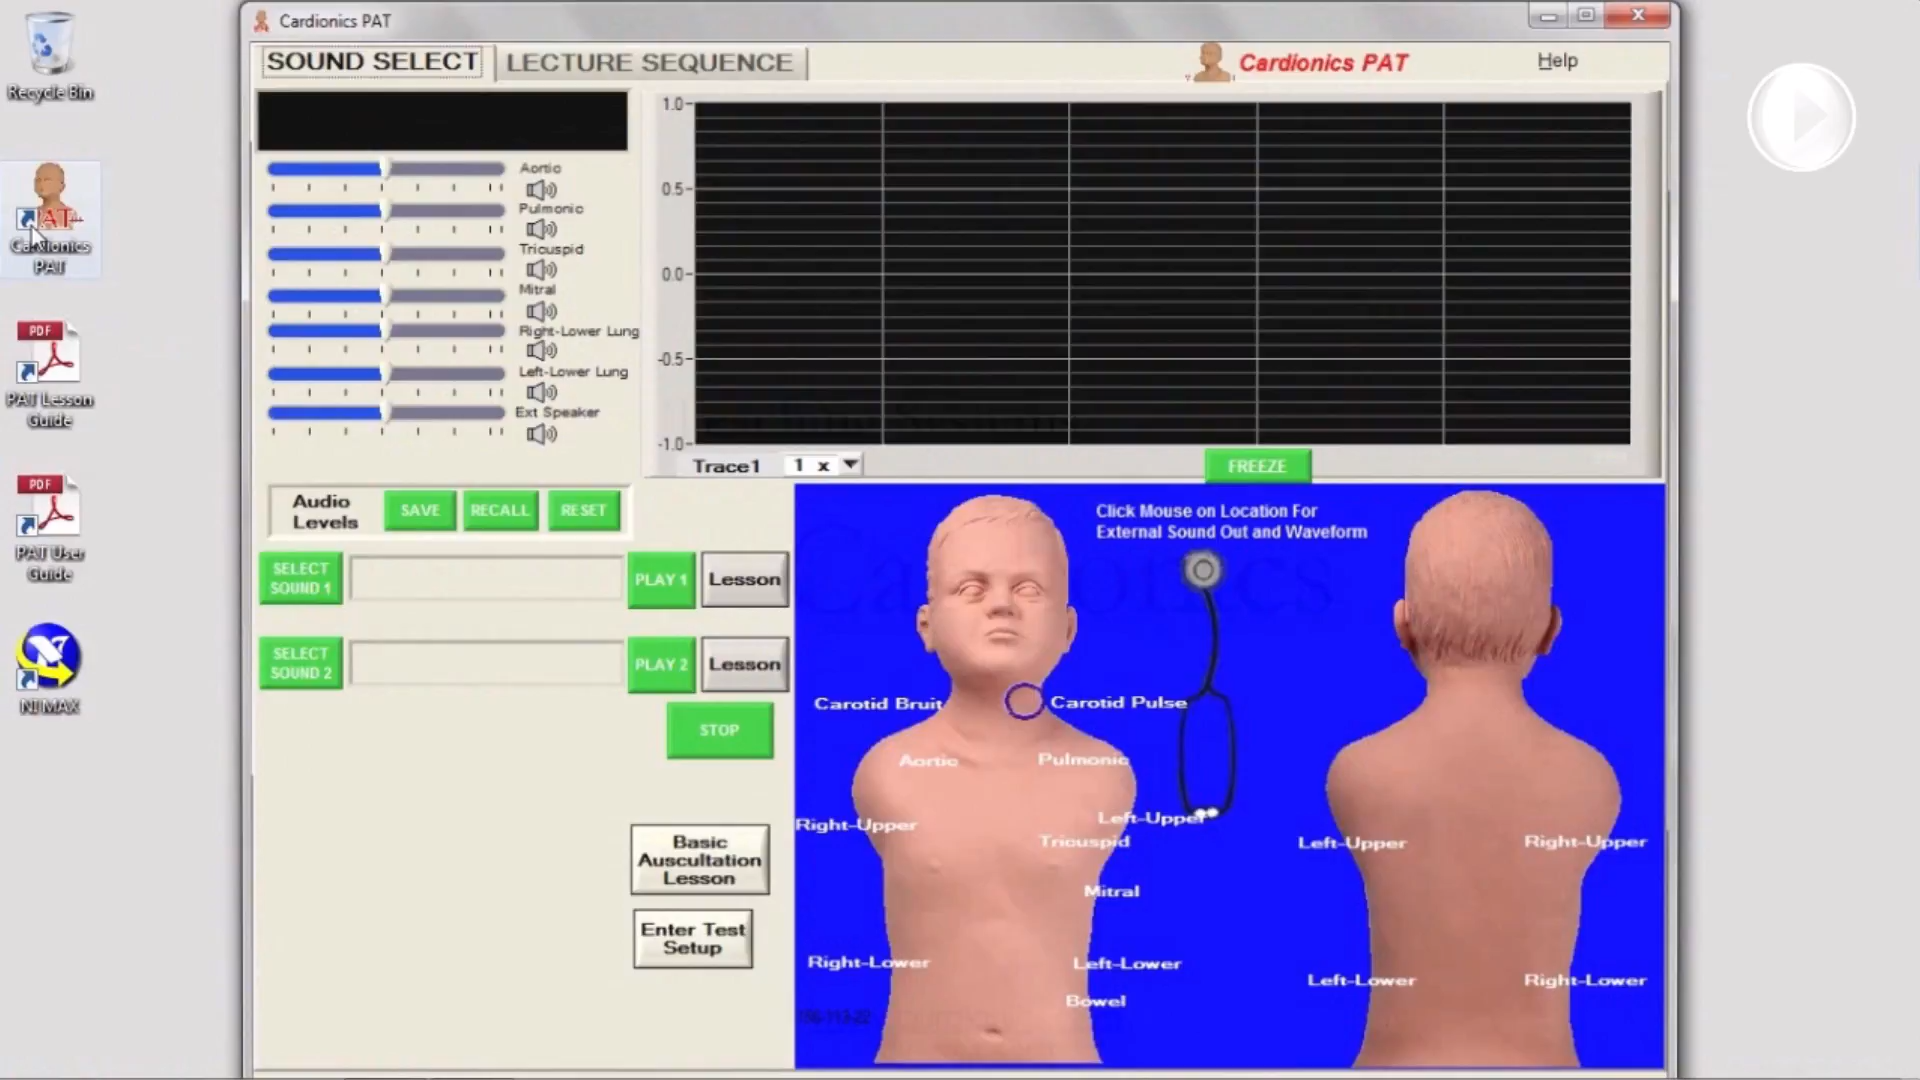 Cardionics PAT
SOUND SELECT
LECTURE SEQUENCE
Cardionics PAT
Help
Recycle Bin
Cardionics
PAT
PDF
PAT Lesson
Guide
PDF
PAT User
Guide
NI MAX
Aortic
Pulmonic
Tricuspid
Mitral
Right-Lower Lung
Left-Lower Lung
Ext Speaker
1.0
0.5
0.0
-0.5
-1.0
Trace1
1 x
FREEZE
Audio
Levels
SAVE
RECALL
RESET
SELECT
SOUND 1
PLAY 1
Lesson
SELECT
SOUND 2
PLAY 2
Lesson
STOP
Basic
Auscultation
Lesson
Enter Test
Setup
Click Mouse on Location For
External Sound Out and Waveform
Carotid Bruit
Carotid Pulse
Aortic
Pulmonic
Right-Upper
Left-Upper
Tricuspid
Mitral
Right-Lower
Left-Lower
Bowel
Left-Upper
Right-Upper
Left-Lower
Right-Lower